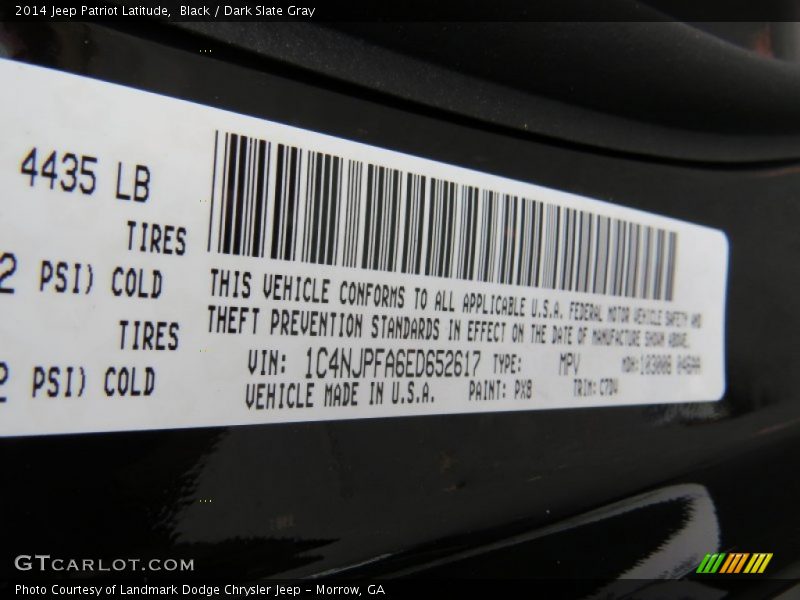 2014 Jeep Patriot Latitude,  Black / Dark Slate Gray
4435 LB
TIRES
2 PSI) COLD
TIRES
2 PSI) COLD
THIS VEHICLE CONFORMS TO ALL APPLICABLE U.S.A. FEDERAL MOTOR VEHICLE SAFETY AND
THEFT PREVENTION STANDARDS IN EFFECT ON THE DATE OF MANUFACTURE SHOWN ABOVE.
VIN: 1C4NJPFA6ED652617 TYPE: MPV MDH:
VEHICLE MADE IN U.S.A. PAINT: PX8 TRIM:
GTCARLOT.COM
Photo Courtesy of Landmark Dodge Chrysler Jeep – Morrow, GA